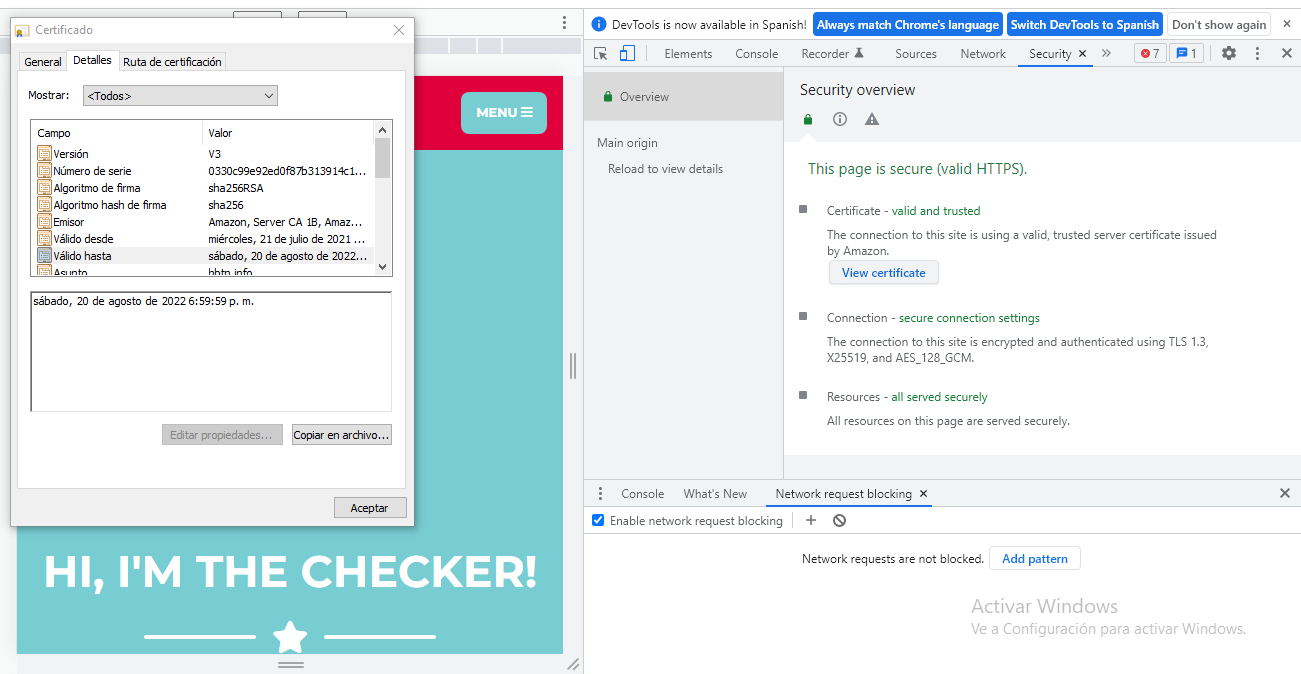 Certificado
General Detalles Ruta de certificación
Mostrar: <Todos>
Campo Valor
Versión V3
Número de serie 0330c99e92ed0f87b313914c1...
Algoritmo de firma sha256RSA
Algoritmo hash de firma sha256
Emisor Amazon, Server CA 1B, Amaz...
Válido desde miércoles, 21 de julio de 2021 ...
Válido hasta sábado, 20 de agosto de 2022...
Asunto hbtn.info
sábado, 20 de agosto de 2022 6:59:59 p. m.
Editar propiedades... Copiar en archivo...
Aceptar
MENU
HI, I'M THE CHECKER!
DevTools is now available in Spanish! Always match Chrome's language Switch DevTools to Spanish Don't show again
Elements Console Recorder Sources Network Security 7 1
Overview
Main origin
Reload to view details
Security overview
This page is secure (valid HTTPS).
Certificate - valid and trusted
The connection to this site is using a valid, trusted server certificate issued
by Amazon.
View certificate
Connection - secure connection settings
The connection to this site is encrypted and authenticated using TLS 1.3,
X25519, and AES_128_GCM.
Resources - all served securely
All resources on this page are served securely.
Console What's New Network request blocking
Enable network request blocking
Network requests are not blocked. Add pattern
Activar Windows
Ve a Configuración para activar Windows.